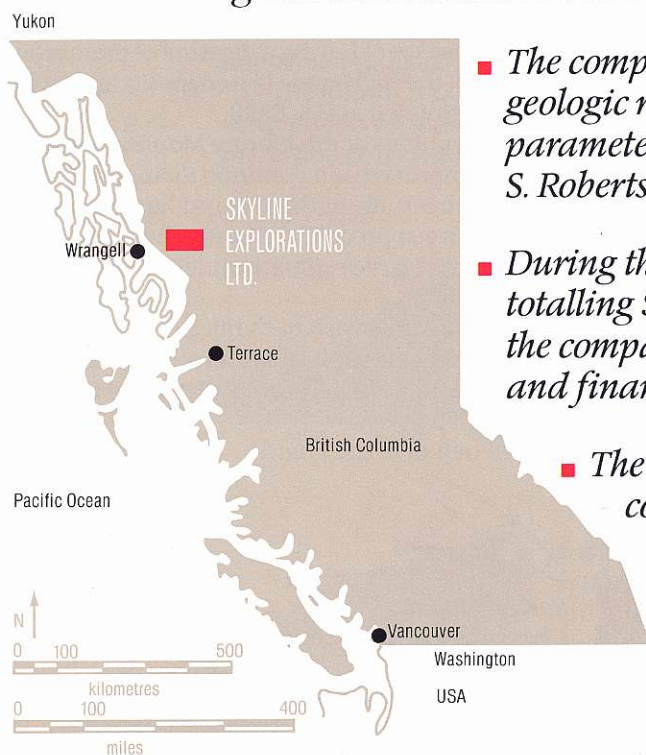 Yukon
SKYLINE
EXPLORATIONS
LTD.
Wrangell
Terrace
British Columbia
Pacific Ocean
N
0 100 500
kilometres
0 100 400
miles
Vancouver
Washington
USA
■ The comp
geologic
paramete
S. Roberts
■ During th
totalling
the compa
and finan
■ The
co